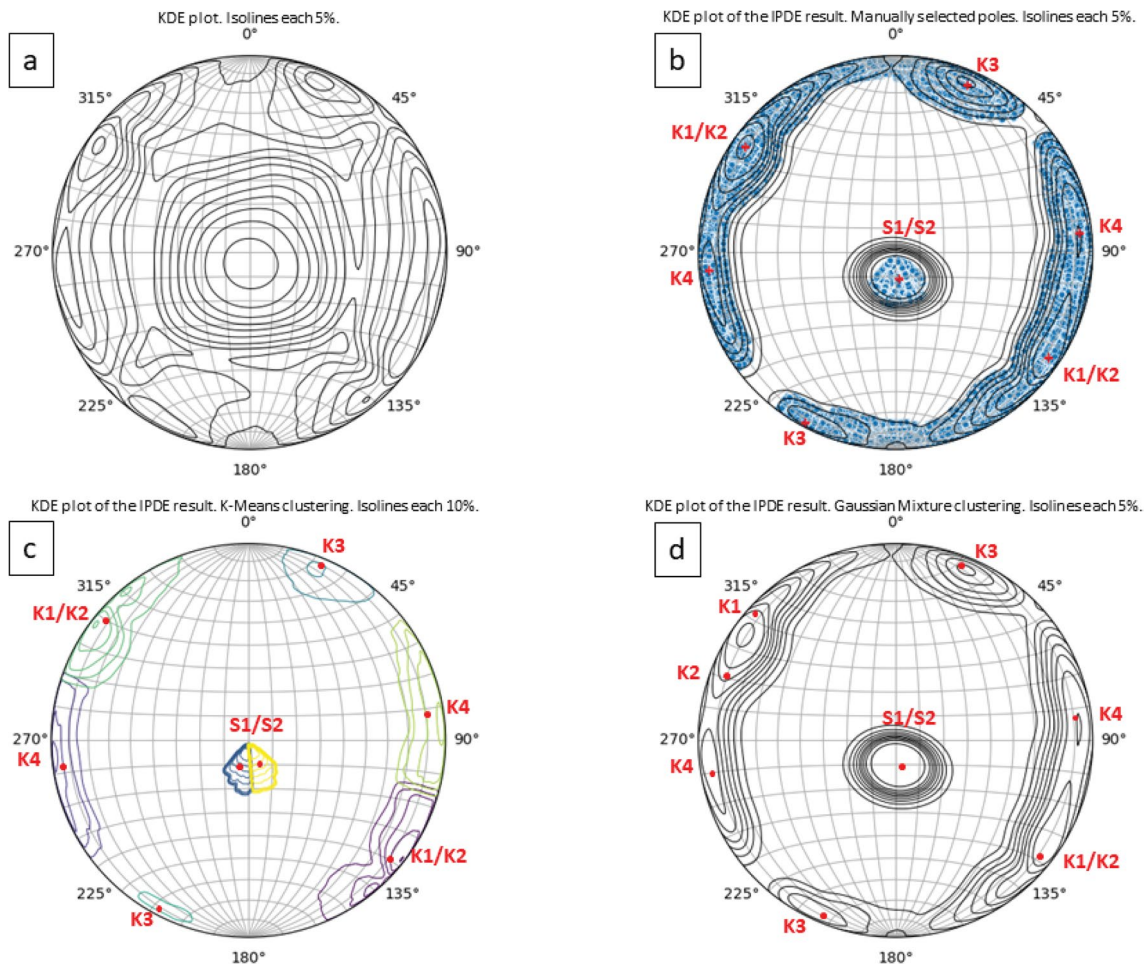 KDE plot. Isolines each 5%.
a
0°
315°
45°
270°
90°
225°
135°
180°
KDE plot of the IPDE result. Manually selected poles. Isolines each 5%.
b
0°
K3
315°
45°
K1/K2
S1/S2
K4
270°
90°
K4
K1/K2
225°
135°
K3
180°
KDE plot of the IPDE result. K-Means clustering. Isolines each 10%.
c
0°
K3
315°
45°
K1/K2
S1/S2
K4
270°
90°
K4
K1/K2
225°
135°
K3
180°
KDE plot of the IPDE result. Gaussian Mixture clustering. Isolines each 5%.
d
0°
K3
315°
45°
K1
K2
S1/S2
K4
270°
90°
K4
K1/K2
225°
135°
K3
180°